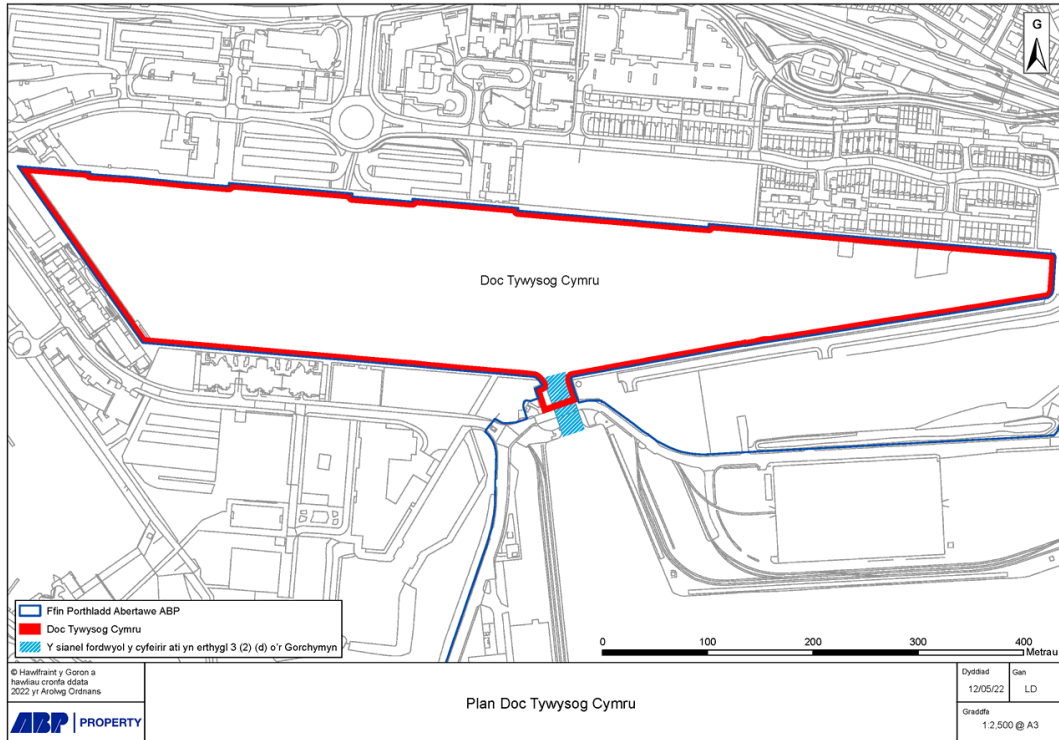 G
Doc Tywysog Cymru
Ffin Porthladd Abertawe ABP
Doc Tywysog Cymru
Y sianel fordwyol y cyfeirir ati yn erthygl 3 (2) (d) o'r Gorchymyn
0 100 200 300 400
Metrau
© Hawlfraint y Goron a
hawliau cronfa ddata
2022 yr Arolwg Ordnans
ABP PROPERTY
Plan Doc Tywysog Cymru
Dyddiad
12/05/22
Gan
LD
Graddfa
1:2,500 @ A3